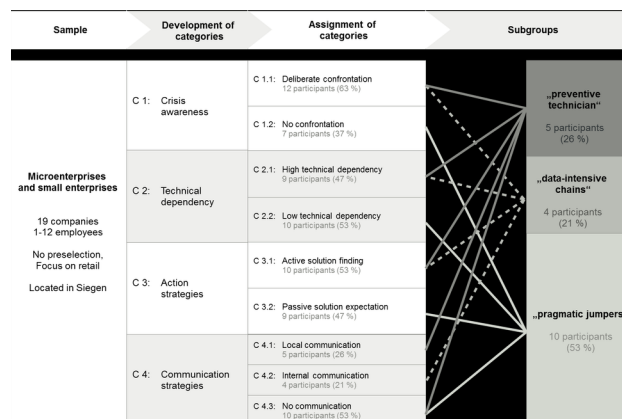 Sample
Development of
categories
Assignment of
categories
Subgroups
Microenterprises
and small enterprises
19 companies
1-12 employees
No preselection,
Focus on retail
Located in Siegen
C 1: Crisis
awareness
C 1.1: Deliberate confrontation
12 participants (63 %)
C 1.2: No confrontation
7 participants (37 %)
C 2: Technical
dependency
C 2.1: High technical dependency
9 participants (47 %)
C 2.2: Low technical dependency
10 participants (53 %)
C 3: Action
strategies
C 3.1: Active solution finding
10 participants (53 %)
C 3.2: Passive solution expectation
9 participants (47 %)
C 4: Communication
strategies
C 4.1: Local communication
5 participants (26 %)
C 4.2: Internal communication
4 participants (21 %)
C 4.3: No communication
10 participants (53 %)
„preventive
technician“
5 participants
(26 %)
„data-intensive
chains“
4 participants
(21 %)
„pragmatic jumpers
10 participants
(53 %)